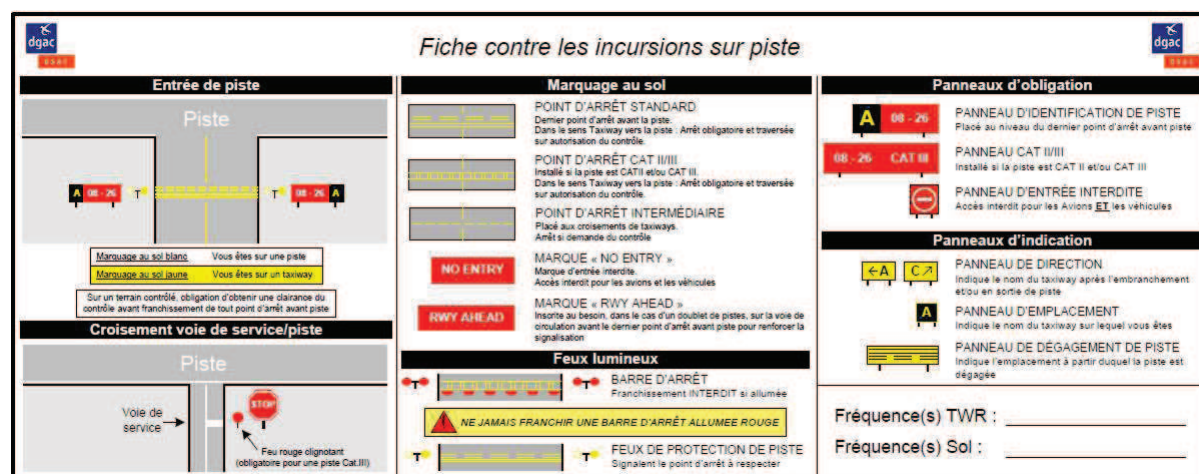 dgac
Fiche contre les incursions sur piste
dgac
Entrée de piste
Piste
A 08 - 26
T
T
08 - 26 A
Marquage au sol blanc Vous êtes sur une piste
Marquage au sol jaune Vous êtes sur un taxiway
Sur un terrain contrôlé, obligation d'obtenir une clairance du
contrôle avant franchissement de tout point d'arrêt avant piste
Croisement voie de service/piste
Piste
Voie de
service
STOP
Feu rouge clignotant
(obligatoire pour une piste Cat.III)
Marquage au sol
POINT D'ARRÊT STANDARD
Dernier point d'arrêt avant la piste.
Dans le sens Taxiway vers la piste : Arrêt obligatoire et traversée
sur autorisation du contrôle.
POINT D'ARRÊT CAT II/III
Installé si la piste est CATII et/ou CAT III.
Dans le sens Taxiway vers la piste : Arrêt obligatoire et traversée
sur autorisation du contrôle.
POINT D'ARRÊT INTERMÉDIAIRE
Placé aux croisements de taxiways.
Arrêt si demande du contrôle
NO ENTRY
MARQUE « NO ENTRY »
Marque d'entrée interdite.
Accès interdit pour les avions et les véhicules
RWY AHEAD
MARQUE « RWY AHEAD »
Inscrite au besoin, dans le cas d'un doublet de pistes, sur la voie de
circulation avant le dernier point d'arrêt avant piste pour renforcer la
signalisation
Feux lumineux
T
T
BARRE D'ARRÊT
Franchissement INTERDIT si allumée
NE JAMAIS FRANCHIR UNE BARRE D'ARRÊT ALLUMEE ROUGE
T
T
FEUX DE PROTECTION DE PISTE
Signalent le point d'arrêt à respecter
Panneaux d'obligation
A 08 - 26
PANNEAU D'IDENTIFICATION DE PISTE
Placé au niveau du dernier point d'arrêt avant piste
08 - 26 CAT III
PANNEAU CAT II/III
Installé si la piste est CAT II et/ou CAT III
PANNEAU D'ENTRÉE INTERDITE
Accès interdit pour les Avions ET les véhicules
Panneaux d'indication
←A C↗
PANNEAU DE DIRECTION
Indique le nom du taxiway après l'embranchement
et/ou en sortie de piste
A
PANNEAU D'EMPLACEMENT
Indique le nom du taxiway sur lequel vous êtes
PANNEAU DE DÉGAGEMENT DE PISTE
Indique l'emplacement à partir duquel la piste est
dégagée
Fréquence(s) TWR :
Fréquence(s) Sol :